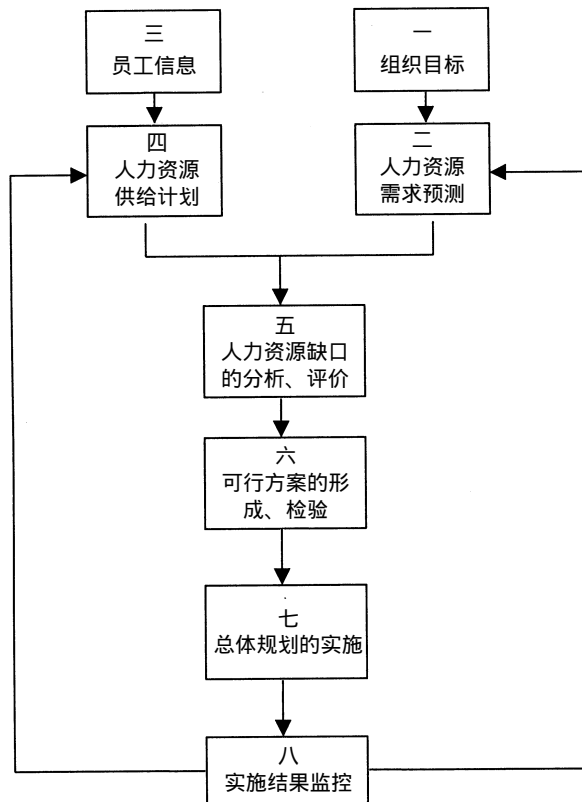 三
员工信息
一
组织目标
四
人力资源
供给计划
二
人力资源
需求预测
五
人力资源缺口
的分析、评价
六
可行方案的形
成、检验
七
总体规划的实施
八
实施结果监控